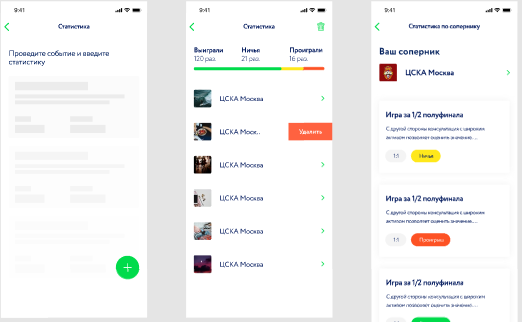 9:41
Статистика
Проведите событие и введите
статистику
9:41
Статистика
Выиграли
120 раз.
Ничьи
21 раз.
Проиграли
16 раз.
ЦСКА Москва
ЦСКА Моск..
Удалить
ЦСКА Москва
ЦСКА Москва
ЦСКА Москва
ЦСКА Москва
9:41
Статистика по сопернику
Ваш соперник
ЦСКА Москва
Игра за 1/2 полуфинала
С другой стороны консультация с широким
активом позволяет оценить значение....
1:1
Ничья
Игра за 1/2 полуфинала
С другой стороны консультация с широким
активом позволяет оценить значение....
1:1
Проиграли
Игра за 1/2 полуфинала
С другой стороны консультация с широким
активом позволяет оценить значение....